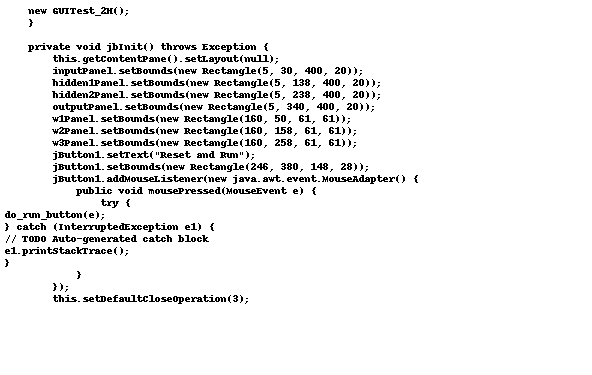 new GUITest_2H();
}
private void jbInit() throws Exception {
this.getContentPane().setLayout(null);
inputPanel.setBounds(new Rectangle(5, 30, 400, 20));
hidden1Panel.setBounds(new Rectangle(5, 138, 400, 20));
hidden2Panel.setBounds(new Rectangle(5, 238, 400, 20));
outputPanel.setBounds(new Rectangle(5, 340, 400, 20));
w1Panel.setBounds(new Rectangle(160, 50, 61, 61));
w2Panel.setBounds(new Rectangle(160, 158, 61, 61));
w3Panel.setBounds(new Rectangle(160, 258, 61, 61));
jButton1.setText("Reset and Run");
jButton1.setBounds(new Rectangle(246, 380, 148, 28));
jButton1.addMouseListener(new java.awt.event.MouseAdapter() {
public void mousePressed(MouseEvent e) {
try {
do_run_button(e);
} catch (InterruptedException e1) {
// TODO Auto-generated catch block
e1.printStackTrace();
}
}
});
this.setDefaultCloseOperation(3);